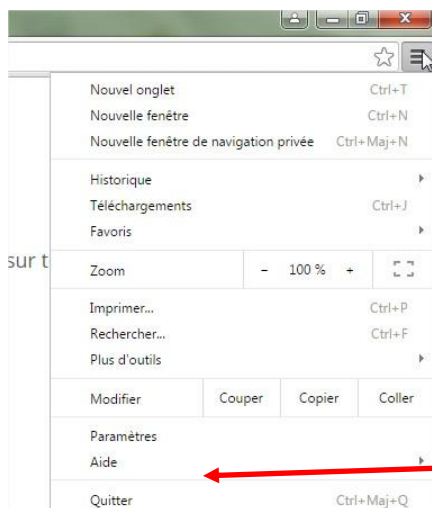 Nouvel onglet Ctrl+T
Nouvelle fenêtre Ctrl+N
Nouvelle fenêtre de navigation privée Ctrl+Maj+N
Historique
Téléchargements Ctrl+J
Favoris
sur t
Zoom - 100 % +
Imprimer... Ctrl+P
Rechercher... Ctrl+F
Plus d'outils
Modifier Couper Copier Coller
Paramètres
Aide
Quitter Ctrl+Maj+Q